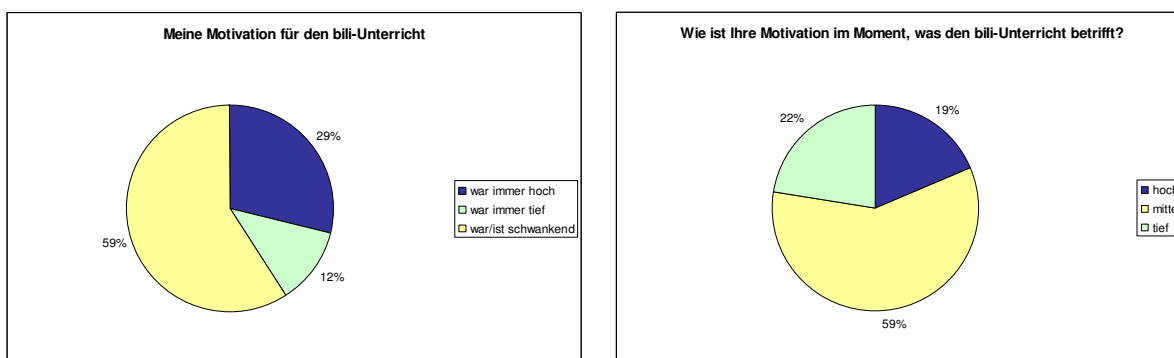 Meine Motivation für den bili-Unterricht
29%
12%
59%
war immer hoch
war immer tief
war/ist schwankend
Wie ist Ihre Motivation im Moment, was den bili-Unterricht betrifft?
19%
59%
22%
hoch
mitte
tief